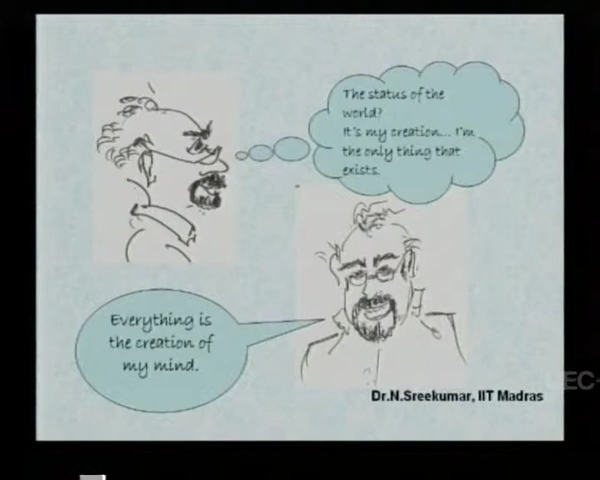 The status of the
world?
It's my creation... I'm
the only thing that
exists.
Everything is
the creation of
my mind.
Dr.N.Sreekumar, IIT Madras